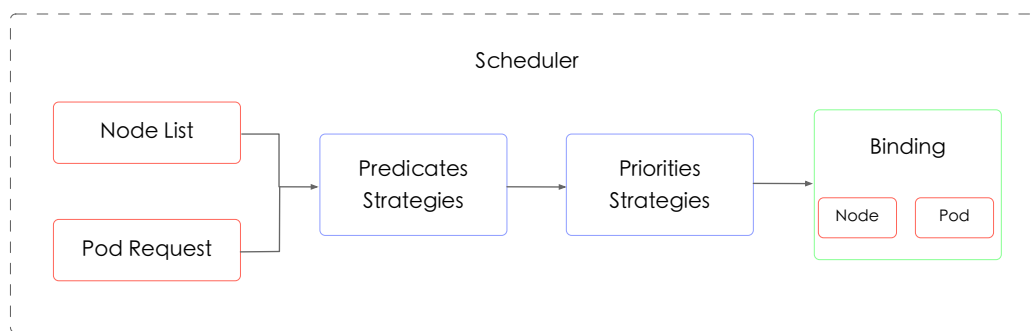 Scheduler
Node List
Pod Request
Predicates
Strategies
Priorities
Strategies
Binding
Node
Pod